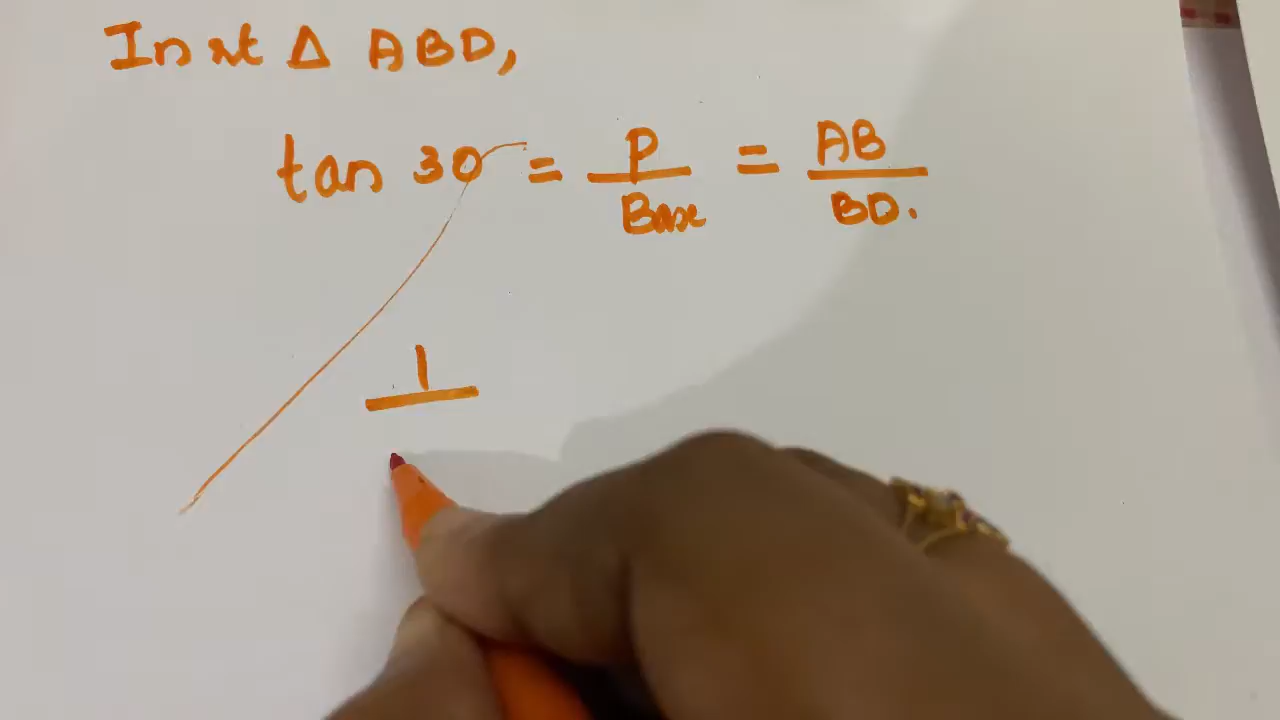 In rt Δ ABD,
tan 30 = P/Base = AB/BD.
1